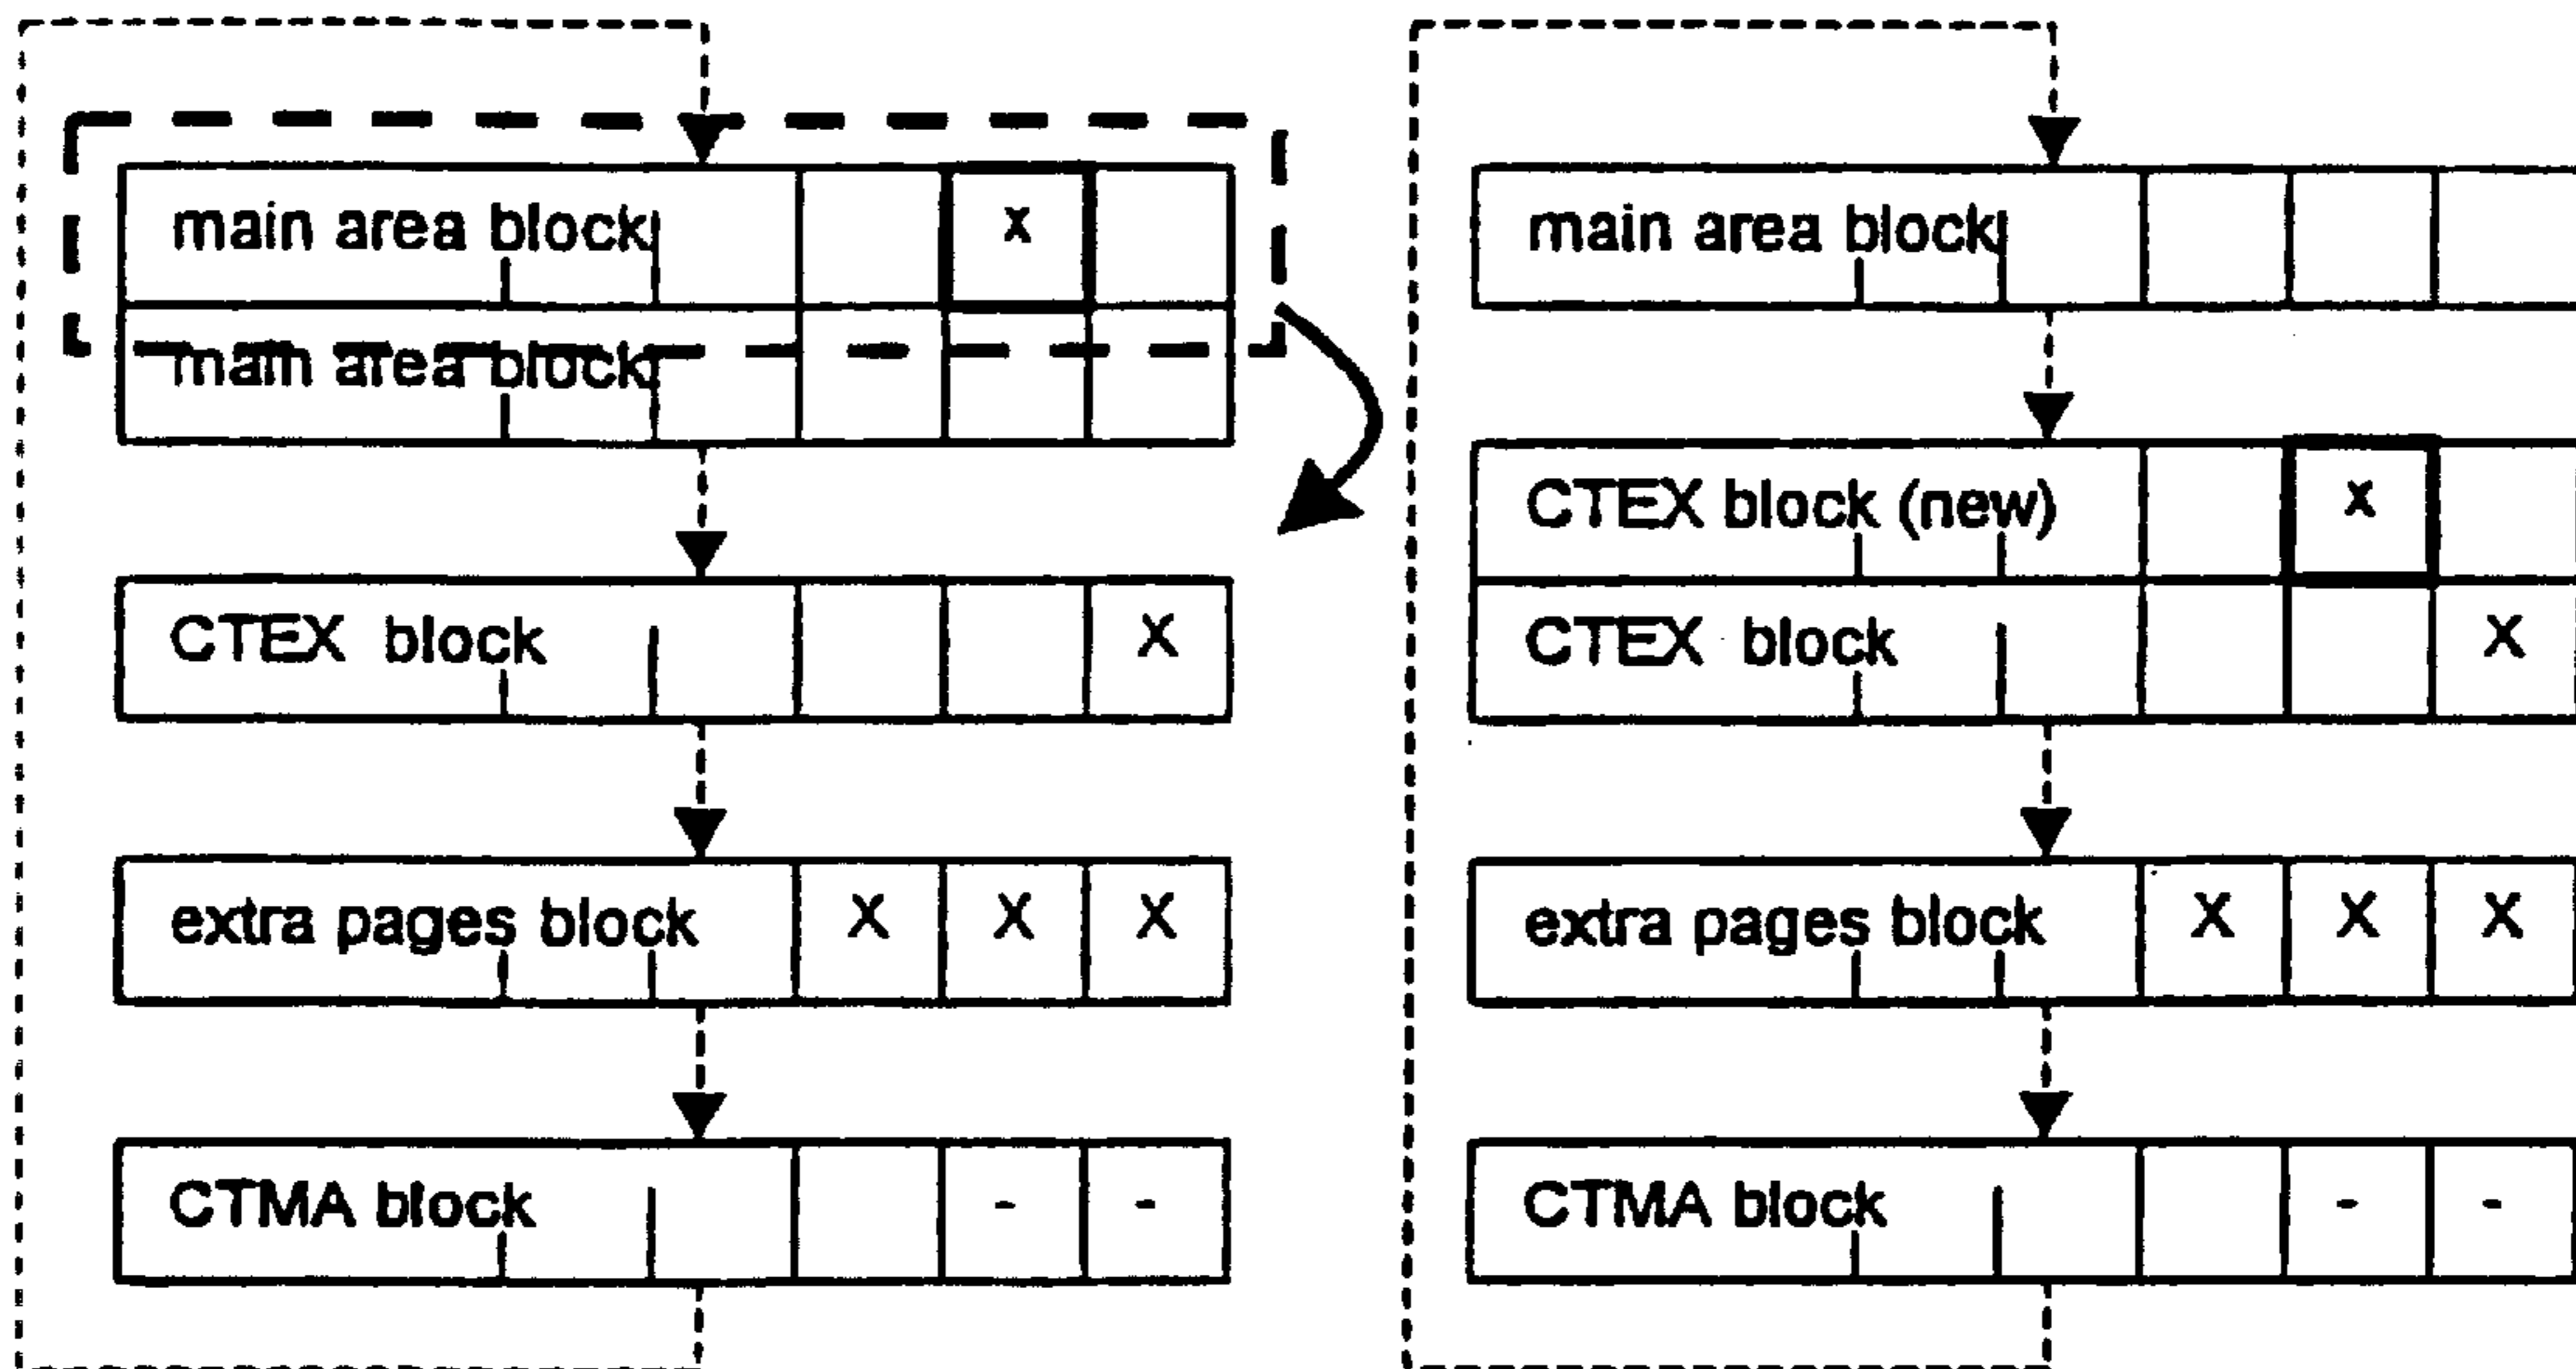 main area block x
main area block
CTEX block X
extra pages block X X X
CTMA block - -
main area block
CTEX block (new) x
CTEX block X
extra pages block X X X
CTMA block - -